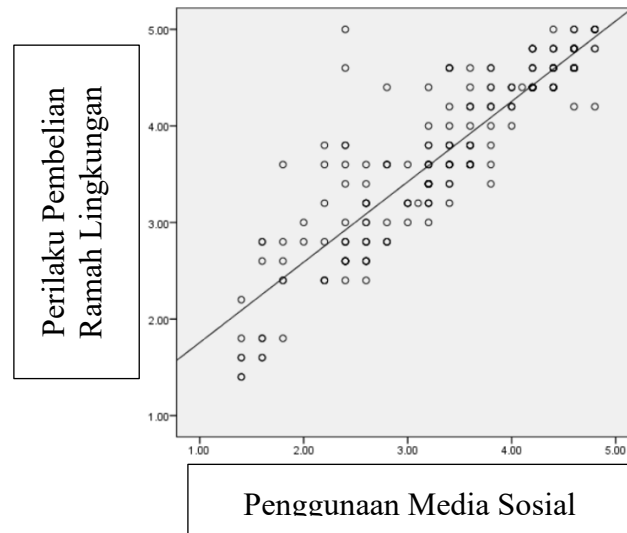 Perilaku Pembelian
Ramah Lingkungan
5.00
4.00
3.00
2.00
1.00
1.00 2.00 3.00 4.00 5.00
Penggunaan Media Sosial